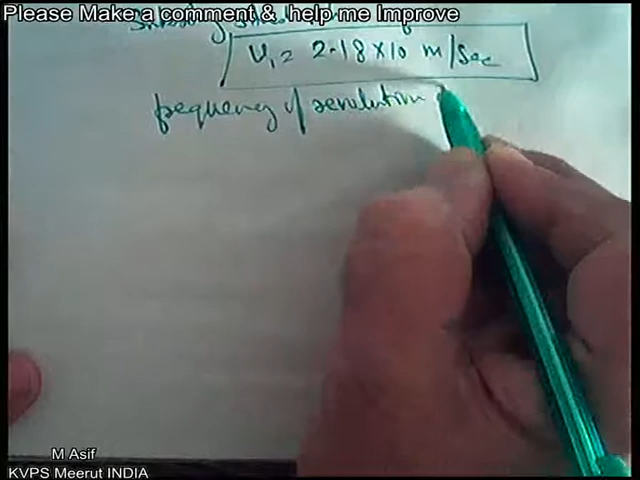 Please Make a comment & help me Improve
V₁ = 2.18 × 10 m/Sec
frequency of revolution
M Asif
KVPS Meerut INDIA